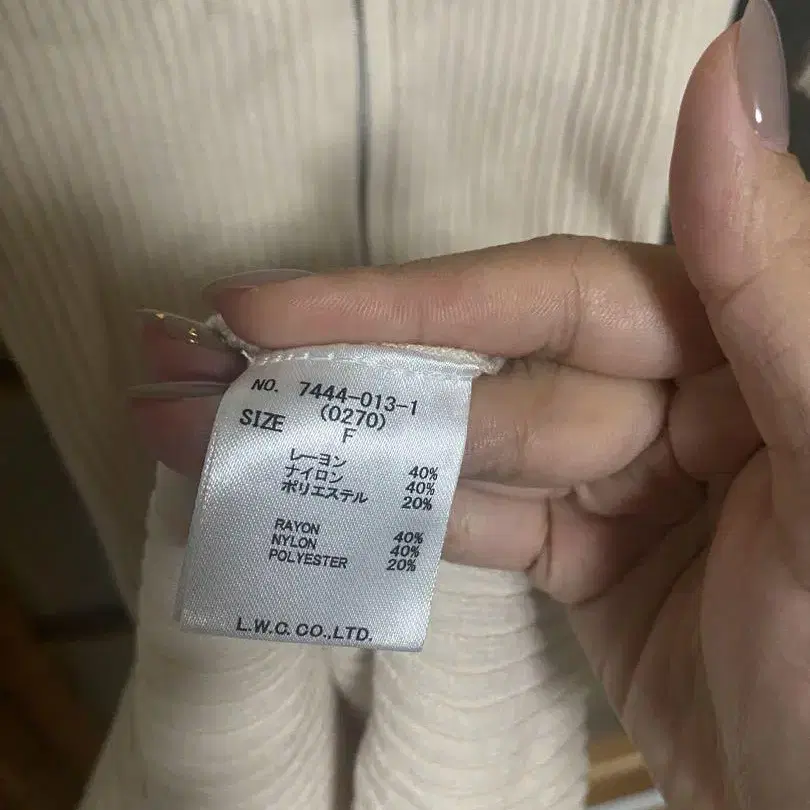 NO. 7444-013-1
(0270)
SIZE F
レーヨン 40%
ナイロン 40%
ポリエステル 20%
RAYON 40%
NYLON 40%
POLYESTER 20%
L.W.C. CO.,LTD.